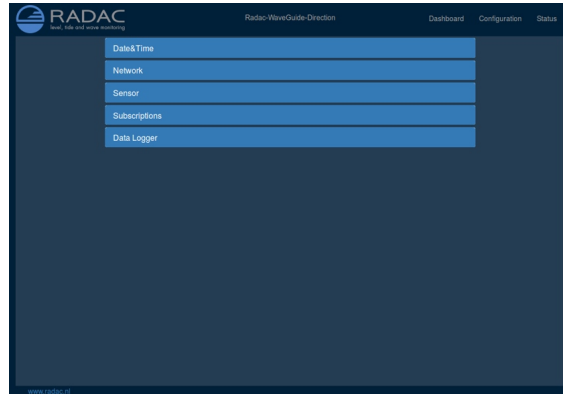 RADAC
level, tide and wave monitoring
Radac-WaveGuide-Direction
Dashboard Configuration Status
Date&Time
Network
Sensor
Subscriptions
Data Logger
www.radac.nl